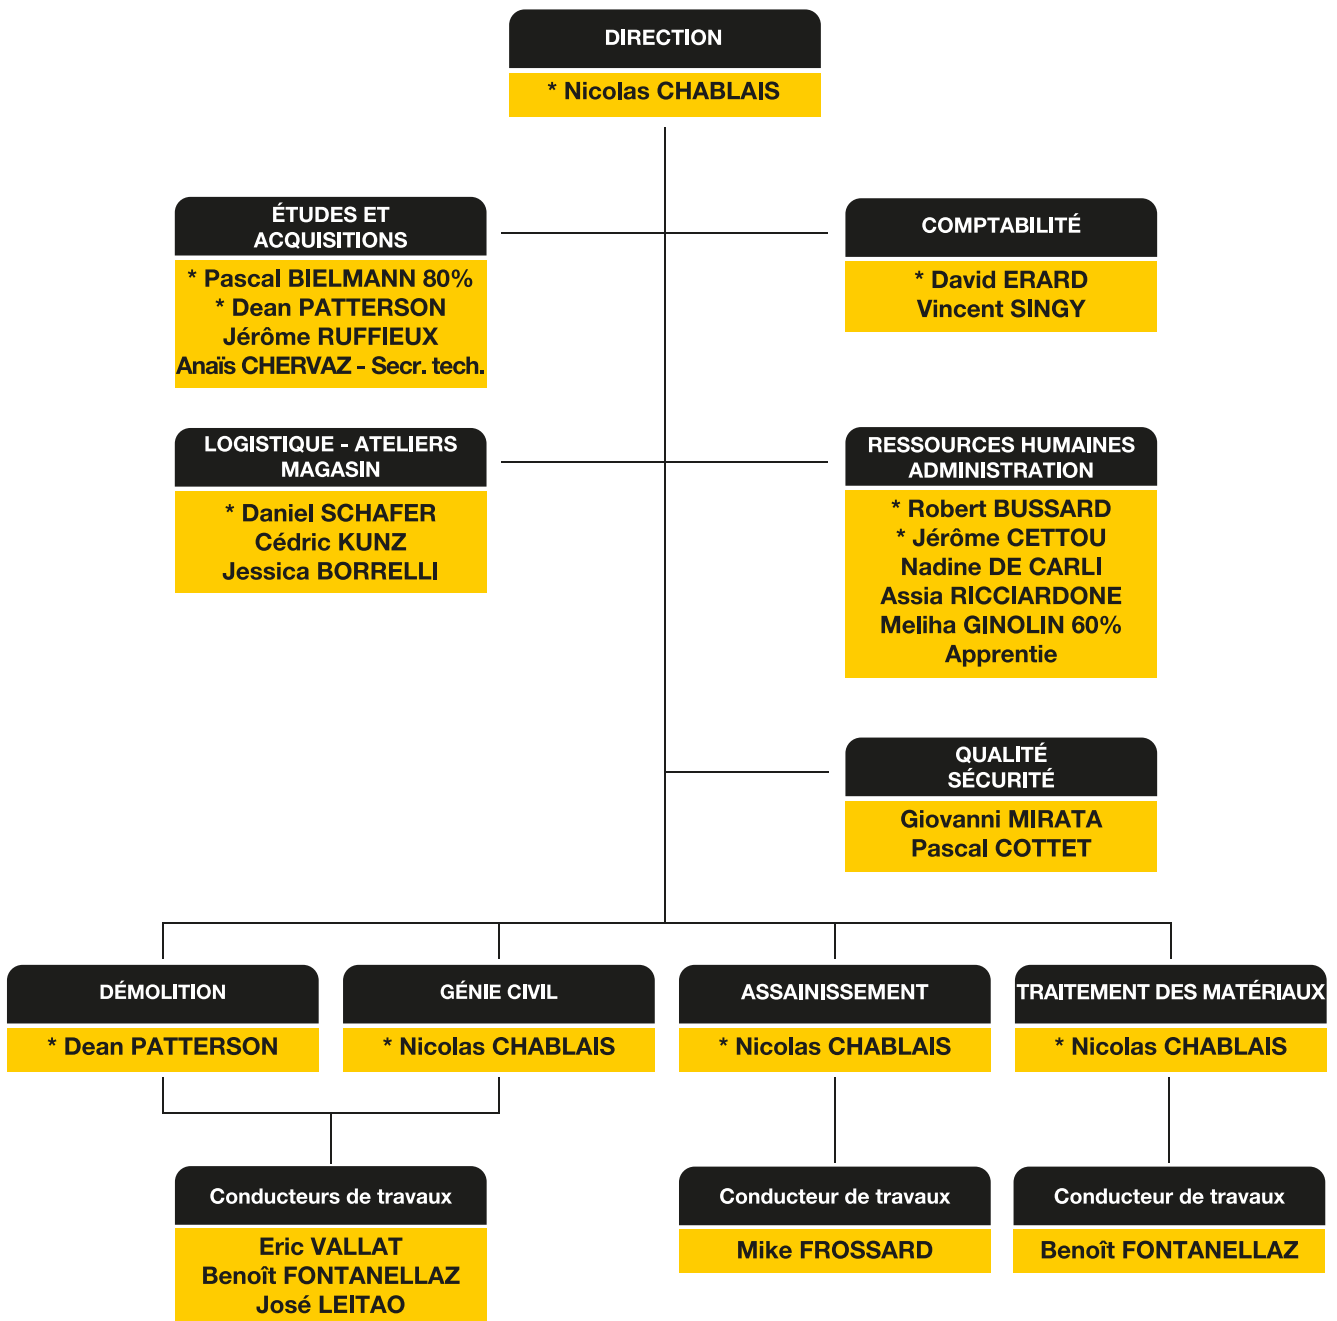 DIRECTION
* Nicolas CHABLAIS
ÉTUDES ET
ACQUISITIONS
* Pascal BIELMANN 80%
* Dean PATTERSON
Jérôme RUFFIEUX
Anaïs CHERVAZ - Secr. tech.
COMPTABILITÉ
* David ERARD
Vincent SINGY
LOGISTIQUE - ATELIERS
MAGASIN
* Daniel SCHAFER
Cédric KUNZ
Jessica BORRELLI
RESSOURCES HUMAINES
ADMINISTRATION
* Robert BUSSARD
* Jérôme CETTOU
Nadine DE CARLI
Assia RICCIARDONE
Meliha GINOLIN 60%
Apprentie
QUALITÉ
SÉCURITÉ
Giovanni MIRATA
Pascal COTTET
DÉMOLITION
* Dean PATTERSON
GÉNIE CIVIL
* Nicolas CHABLAIS
ASSAINISSEMENT
* Nicolas CHABLAIS
TRAITEMENT DES MATÉRIAUX
* Nicolas CHABLAIS
Conducteurs de travaux
Eric VALLAT
Benoît FONTANELLAZ
José LEITAO
Conducteur de travaux
Mike FROSSARD
Conducteur de travaux
Benoît FONTANELLAZ